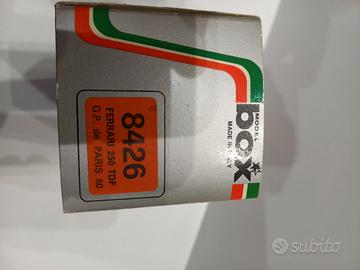 8426
FERRARI 250 TDF
G.P. de PARIS 60
MODEL
box
MADE IN ITALY
subito